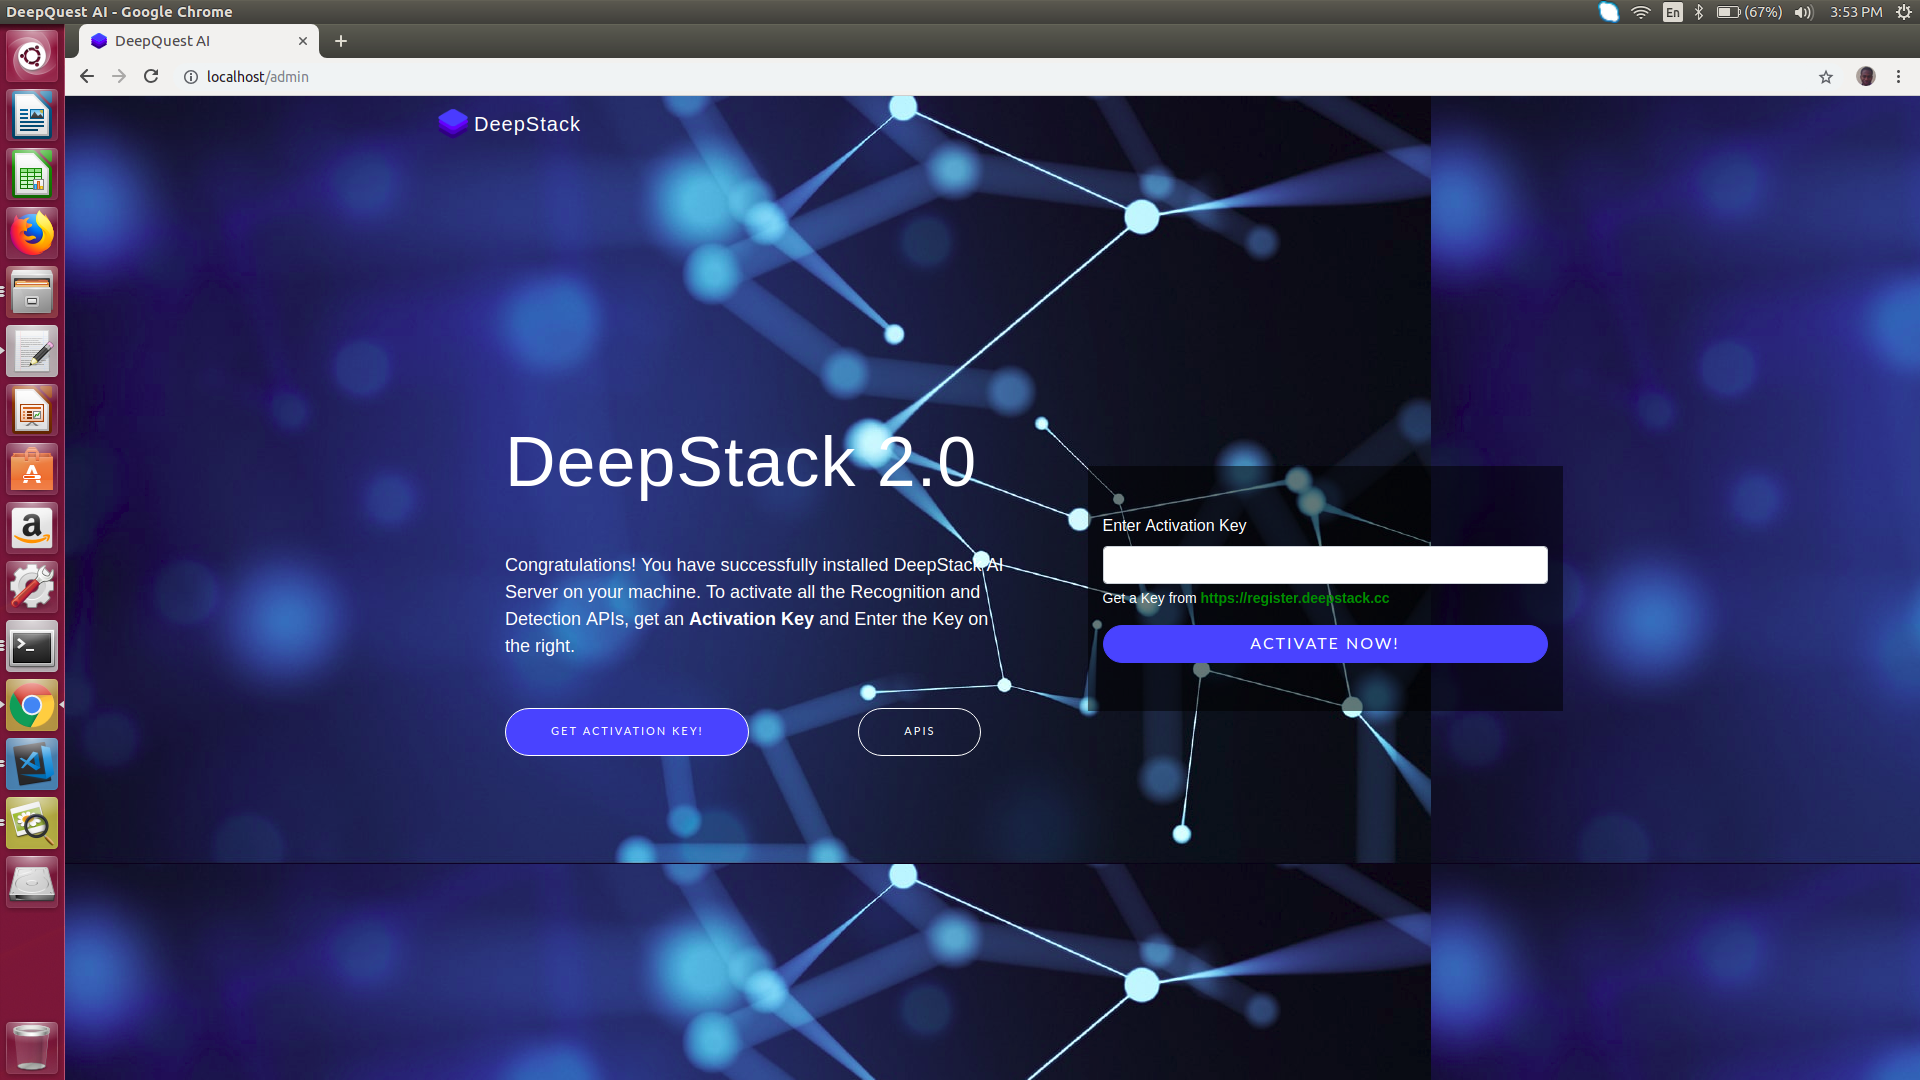 DeepQuest AI - Google Chrome
En
(67%)
3:53 PM
DeepQuest AI
localhost/admin
DeepStack
DeepStack 2.0
Congratulations! You have successfully installed DeepStack AI
Server on your machine. To activate all the Recognition and
Detection APIs, get an Activation Key and Enter the Key on
the right.
GET ACTIVATION KEY!
APIS
Enter Activation Key
Get a Key from https://register.deepstack.cc
ACTIVATE NOW!